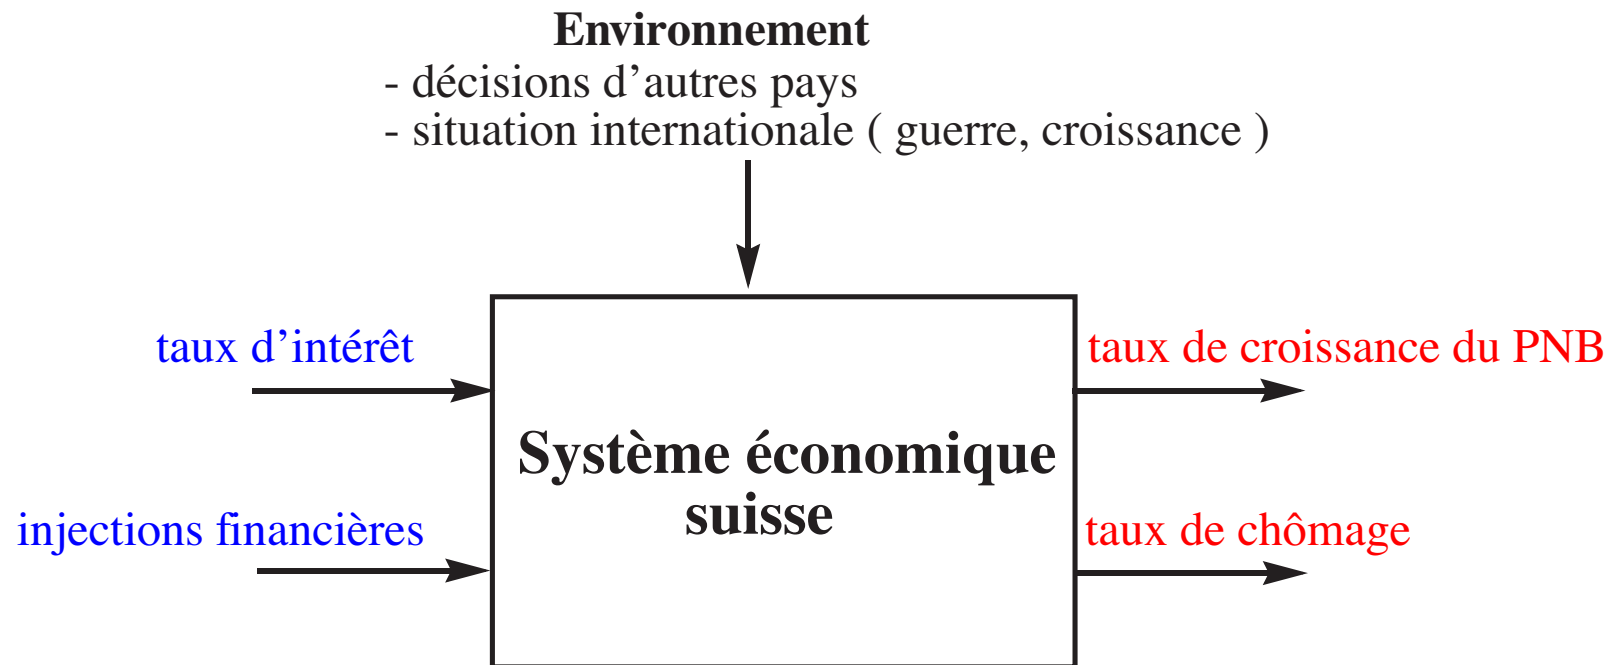 Environnement
- décisions d’autres pays
- situation internationale ( guerre, croissance )
taux d’intérêt
taux de croissance du PNB
Système économique
suisse
injections financières
taux de chômage